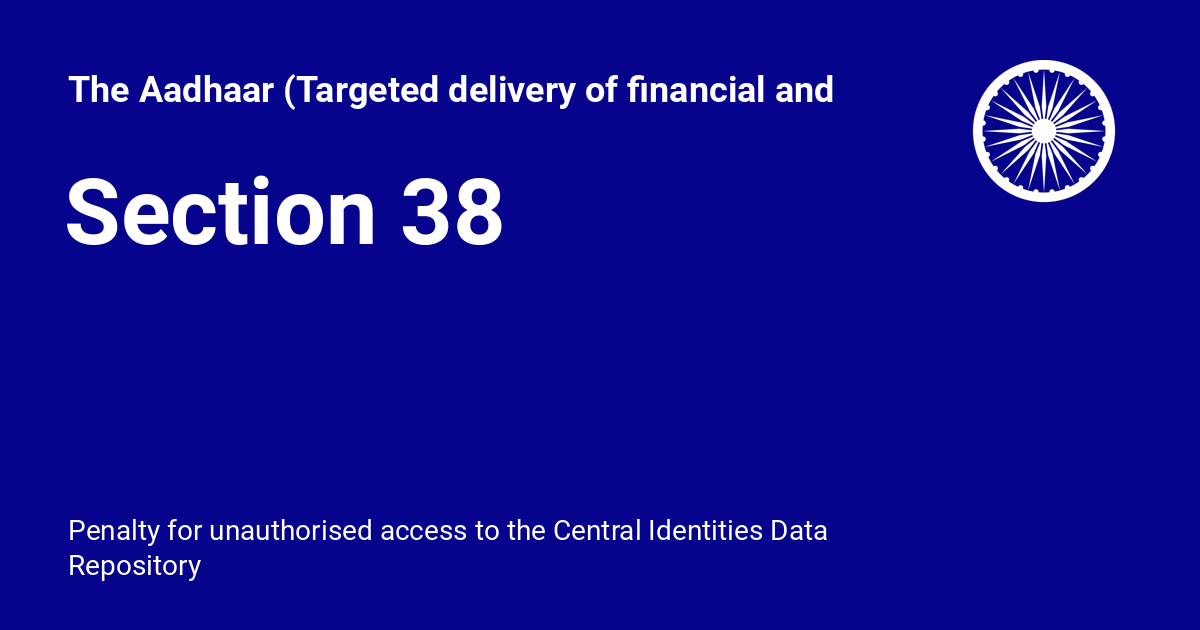 The Aadhaar (Targeted delivery of financial and
Section 38
Penalty for unauthorised access to the Central Identities Data
Repository